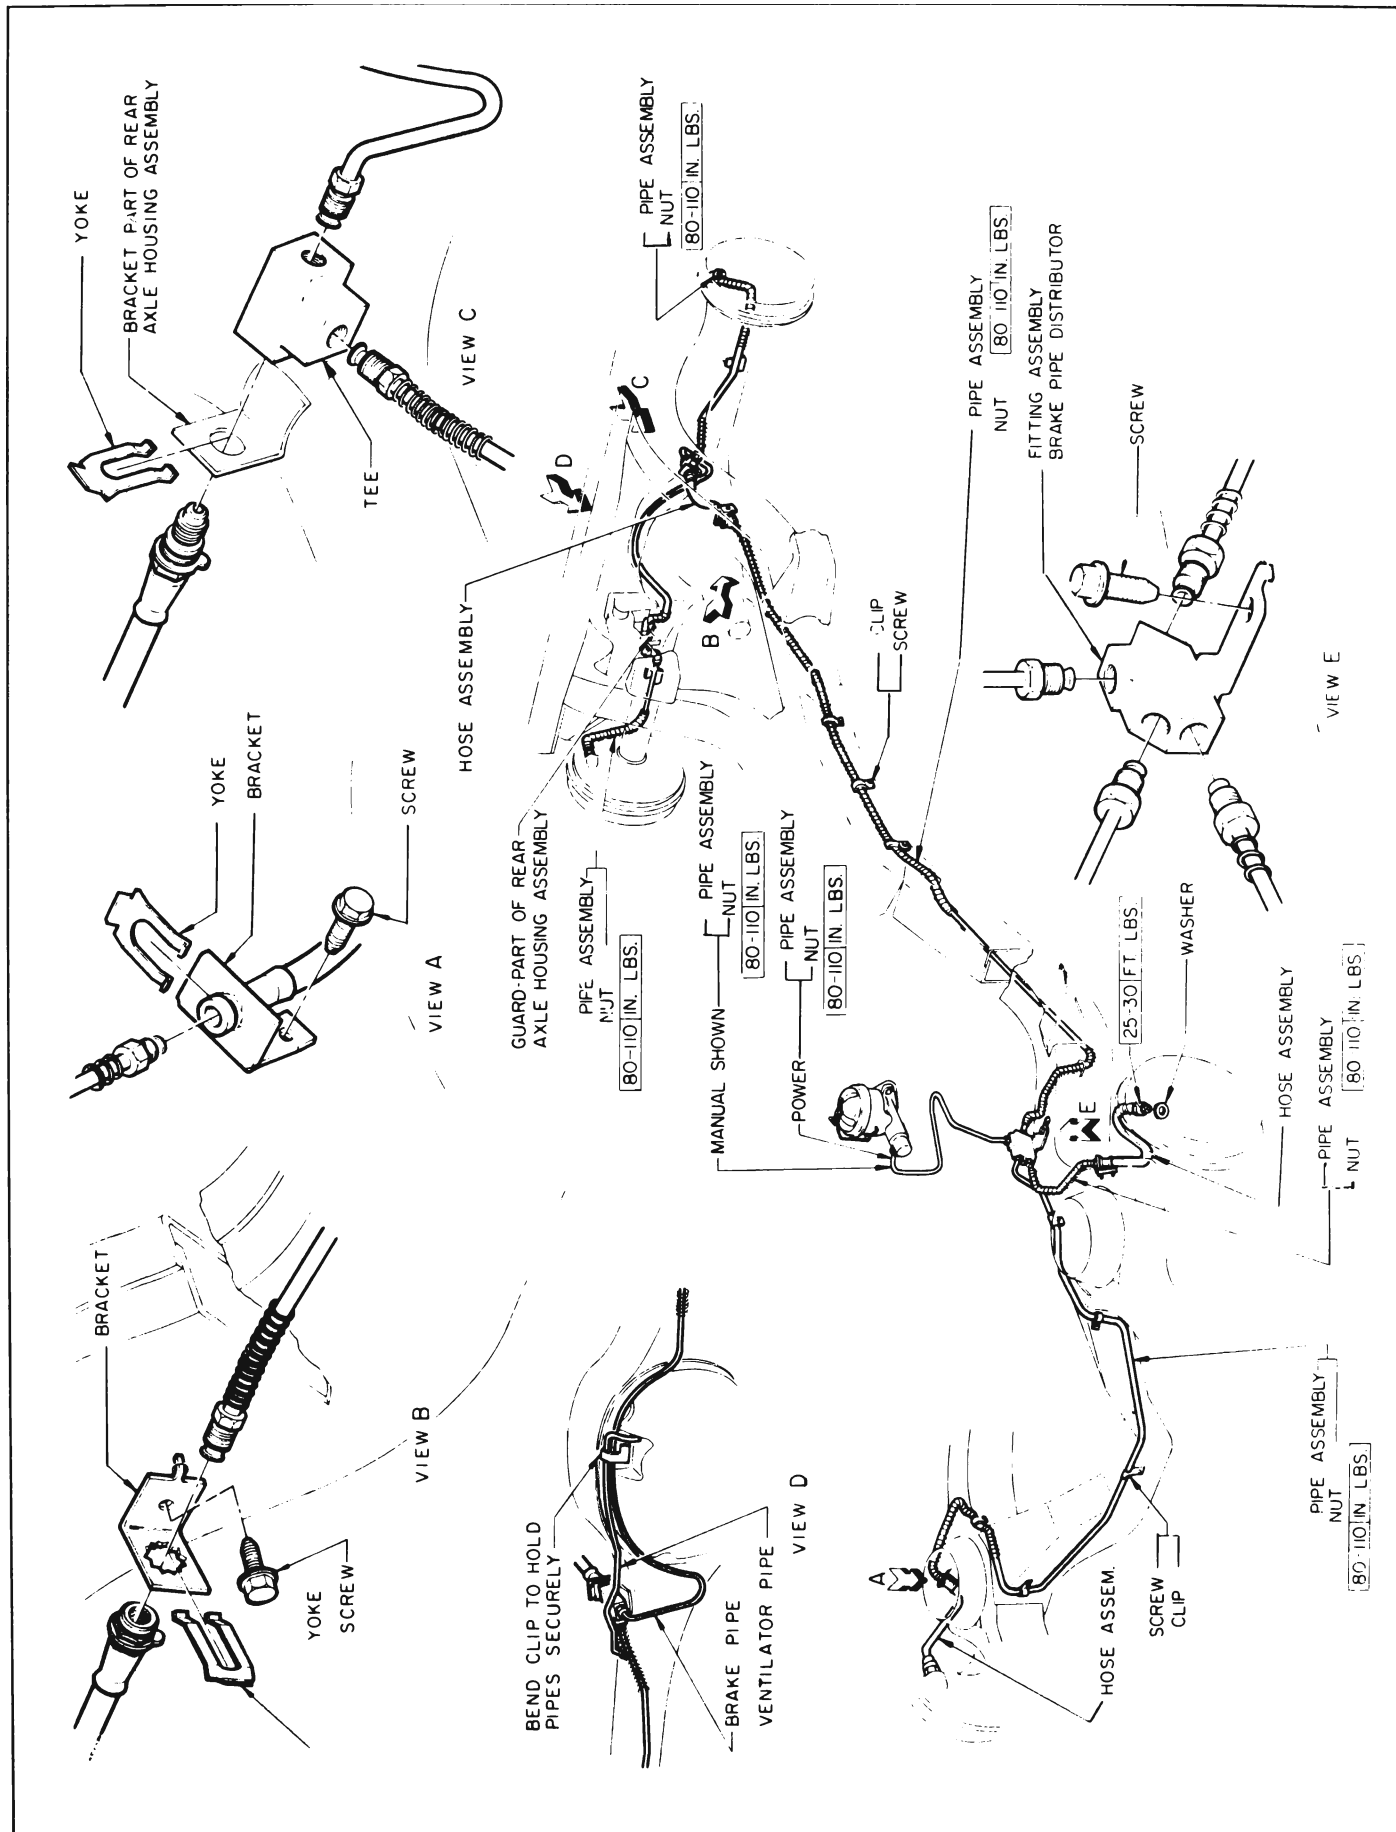 BRACKET
YOKE
SCREW
VIEW B
YOKE
BRACKET
SCREW
VIEW A
YOKE
BRACKET PART OF REAR
AXLE HOUSING ASSEMBLY
TEE
VIEW C
BEND CLIP TO HOLD
PIPES SECURELY
BRAKE PIPE
VENTILATOR PIPE
VIEW D
HOSE ASSEMBLY
GUARD-PART OF REAR
AXLE HOUSING ASSEMBLY
PIPE ASSEMBLY
NUT
80-110 IN. LBS.
D
C
B
PIPE ASSEMBLY
NUT
80-110 IN. LBS.
MANUAL SHOWN
PIPE ASSEMBLY
NUT
80-110 IN. LBS.
POWER
PIPE ASSEMBLY
NUT
80-110 IN. LBS.
CLIP
SCREW
PIPE ASSEMBLY
NUT
80 110 IN. LBS.
FITTING ASSEMBLY
BRAKE PIPE DISTRIBUTOR
SCREW
VIEW E
A
HOSE ASSEM.
SCREW
CLIP
E
25-30 FT LBS.
WASHER
HOSE ASSEMBLY
PIPE ASSEMBLY
NUT
80 110 IN LBS
PIPE ASSEMBLY
NUT
80-110 IN LBS.